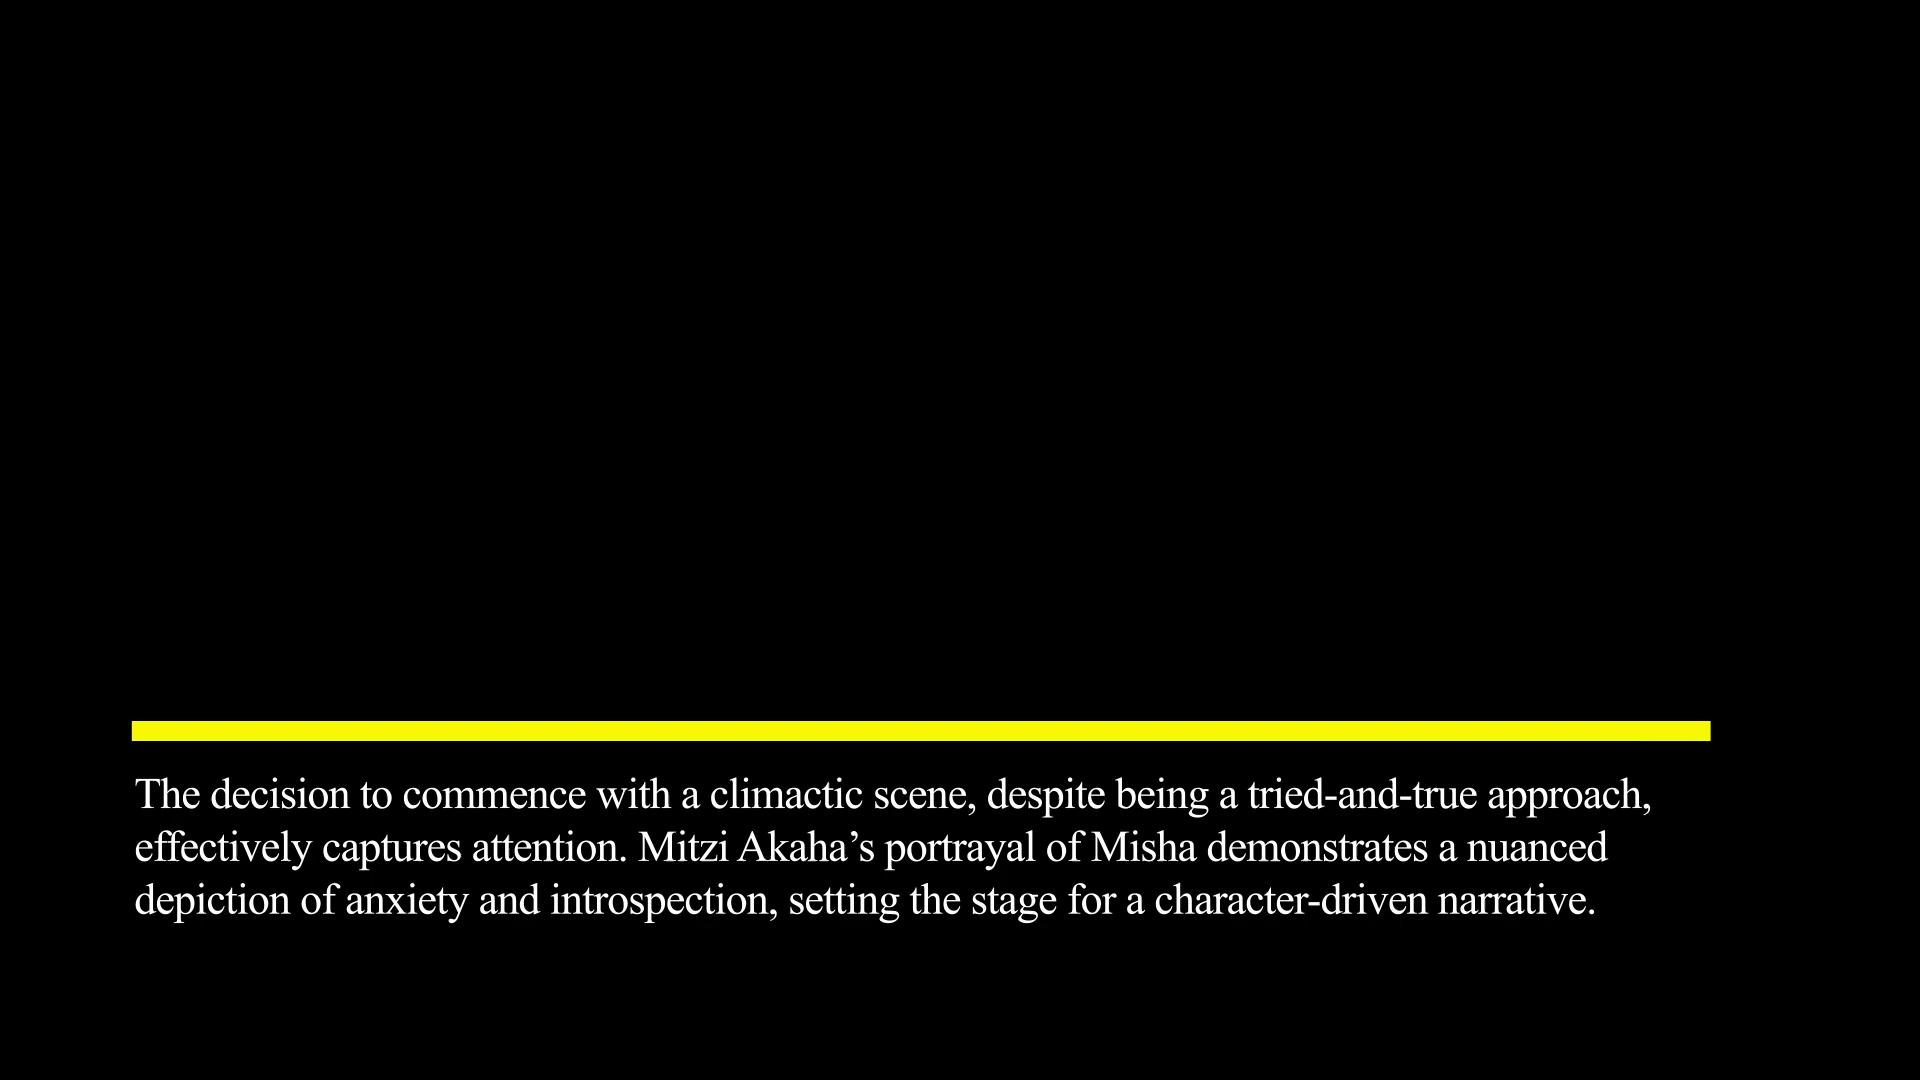 The decision to commence with a climactic scene, despite being a tried-and-true approach,
effectively captures attention. Mitzi Akaha’s portrayal of Misha demonstrates a nuanced
depiction of anxiety and introspection, setting the stage for a character-driven narrative.